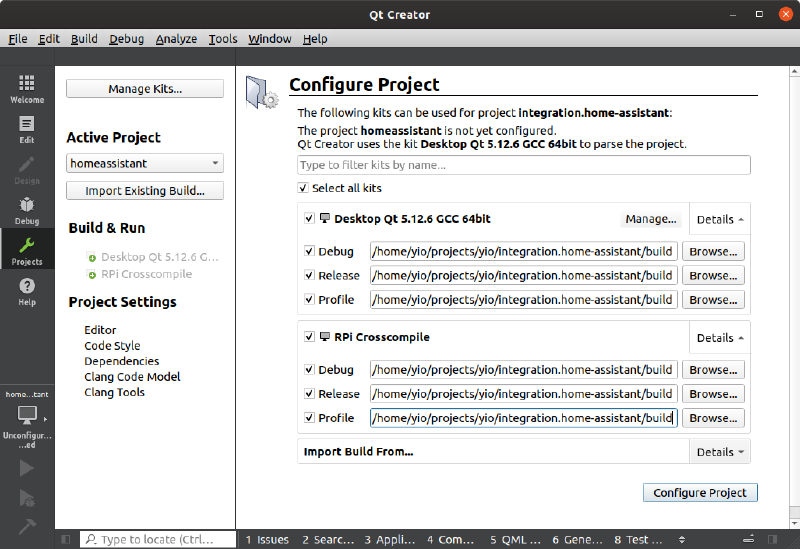 Qt Creator
File Edit Build Debug Analyze Tools Window Help
Welcome
Edit
Design
Debug
Projects
Help
home...tant
Unconfigur...
...ed
Manage Kits...
Active Project
homeassistant
Import Existing Build...
Build & Run
Desktop Qt 5.12.6 G...
RPi Crosscompile
Project Settings
Editor
Code Style
Dependencies
Clang Code Model
Clang Tools
Configure Project
The following kits can be used for project integration.home-assistant:
The project homeassistant is not yet configured.
Qt Creator uses the kit Desktop Qt 5.12.6 GCC 64bit to parse the project.
Type to filter kits by name...
Select all kits
Desktop Qt 5.12.6 GCC 64bit Manage... Details
Debug /home/yio/projects/yio/integration.home-assistant/build Browse...
Release /home/yio/projects/yio/integration.home-assistant/build Browse...
Profile /home/yio/projects/yio/integration.home-assistant/build Browse...
RPi Crosscompile Details
Debug /home/yio/projects/yio/integration.home-assistant/build Browse...
Release /home/yio/projects/yio/integration.home-assistant/build Browse...
Profile /home/yio/projects/yio/integration.home-assistant/build Browse...
Import Build From... Details
Configure Project
Type to locate (Ctrl... 1 Issues 2 Searc... 3 Appli... 4 Com... 5 QML ... 6 Gene... 8 Test ...